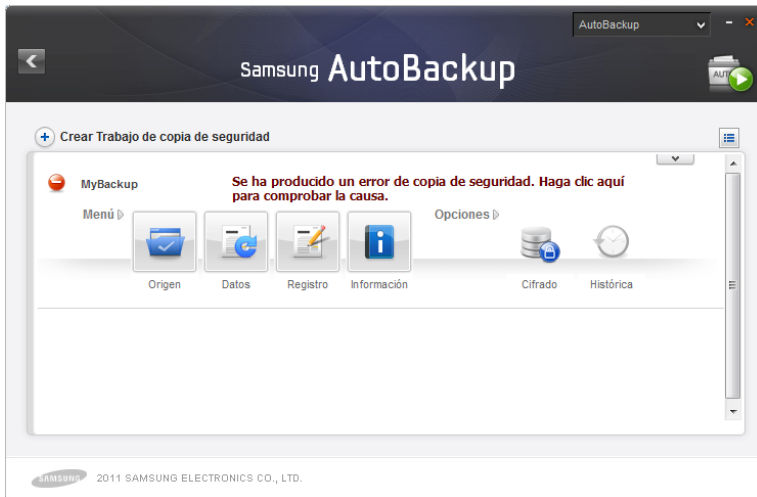 AutoBackup
Samsung AutoBackup
AUTO
Crear Trabajo de copia de seguridad
MyBackup
Se ha producido un error de copia de seguridad. Haga clic aquí
para comprobar la causa.
Menú
Opciones
Origen
Datos
Registro
Información
Cifrado
Histórica
SAMSUNG
2011 SAMSUNG ELECTRONICS CO., LTD.